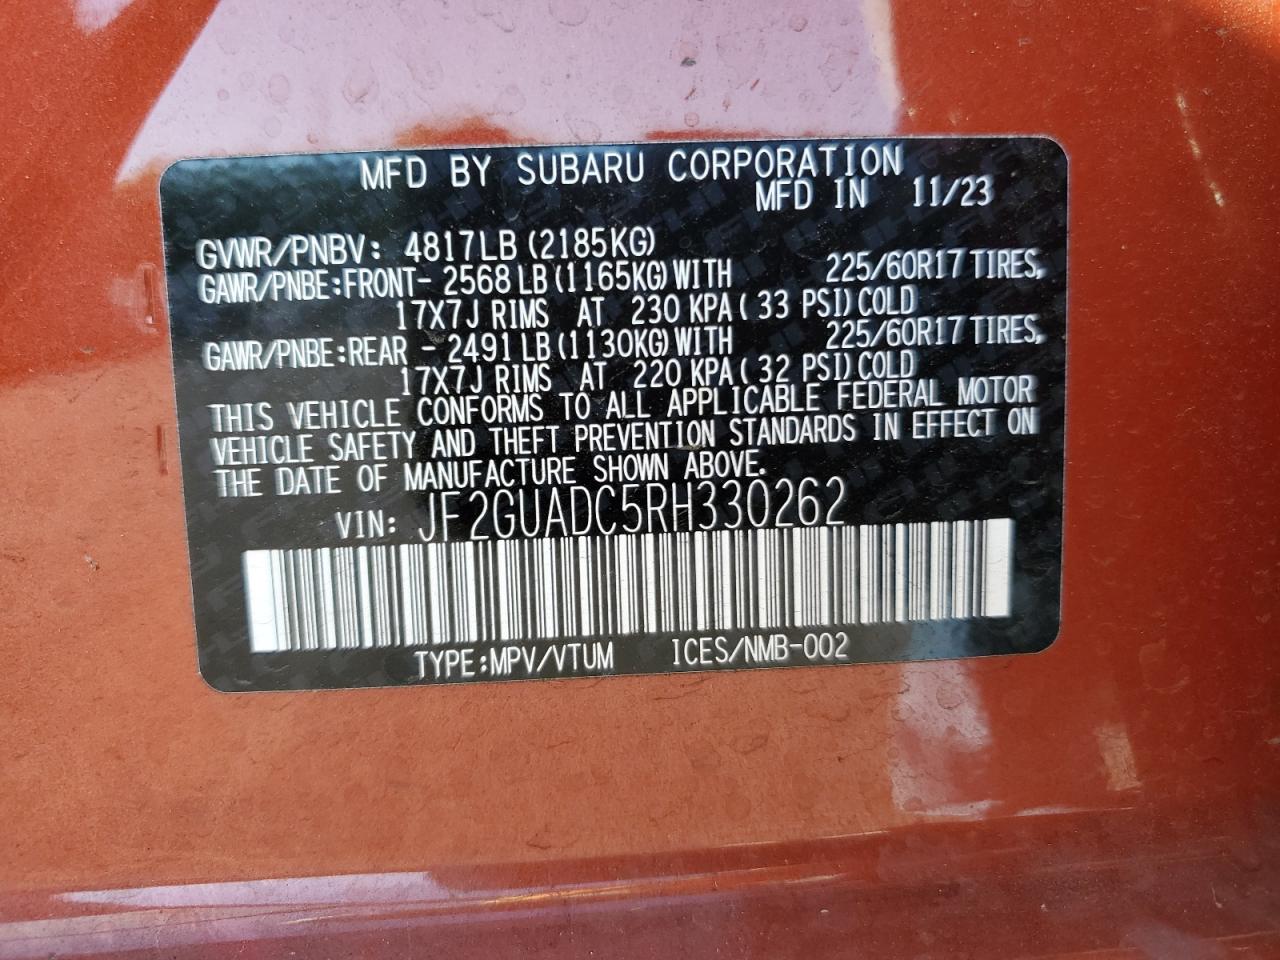 MFD BY SUBARU CORPORATION
MFD IN 11/23
GVWR/PNBV: 4817LB (2185KG)
GAWR/PNBE:FRONT- 2568 LB (1165KG) WITH 225/60R17 TIRES,
17X7J RIMS AT 230 KPA ( 33 PSI) COLD
GAWR/PNBE:REAR - 2491 LB (1130KG) WITH 225/60R17 TIRES,
17X7J RIMS AT 220 KPA ( 32 PSI) COLD
THIS VEHICLE CONFORMS TO ALL APPLICABLE FEDERAL MOTOR
VEHICLE SAFETY AND THEFT PREVENTION STANDARDS IN EFFECT ON
THE DATE OF MANUFACTURE SHOWN ABOVE.
VIN: JF2GUADC5RH330262
TYPE:MPV/VTUM ICES/NMB-002